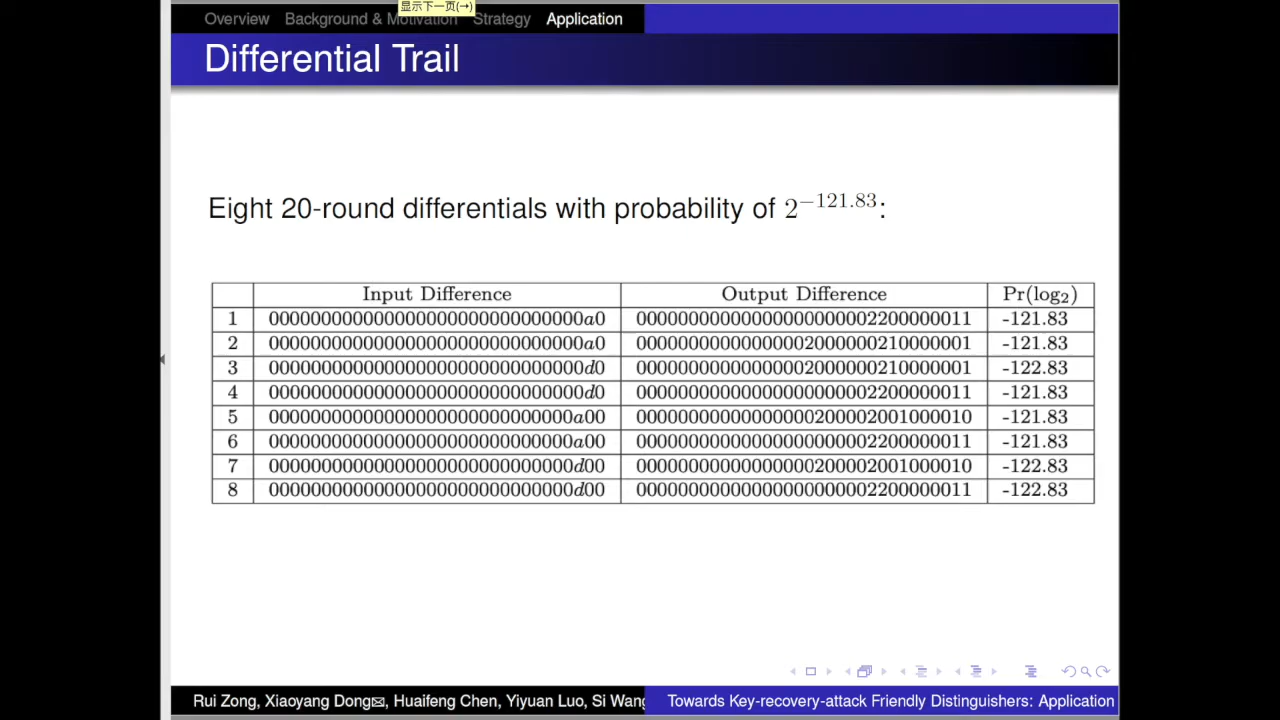 显示下一页(→)
Overview Background & Motivation Strategy Application
Differential Trail
Eight 20-round differentials with probability of 2^−121.83:
Input Difference Output Difference Pr(log₂)
1 000000000000000000000000000000a0 00000000000000000000002200000011 -121.83
2 000000000000000000000000000000a0 00000000000000002000000210000001 -121.83
3 000000000000000000000000000000d0 00000000000000002000000210000001 -122.83
4 000000000000000000000000000000d0 00000000000000000000002200000011 -121.83
5 00000000000000000000000000000a00 00000000000000000200002001000010 -121.83
6 00000000000000000000000000000a00 00000000000000000000002200000011 -121.83
7 00000000000000000000000000000d00 00000000000000000200002001000010 -122.83
8 00000000000000000000000000000d00 00000000000000000000002200000011 -122.83
Rui Zong, Xiaoyang Dong✉, Huaifeng Chen, Yiyuan Luo, Si Wang Towards Key-recovery-attack Friendly Distinguishers: Application